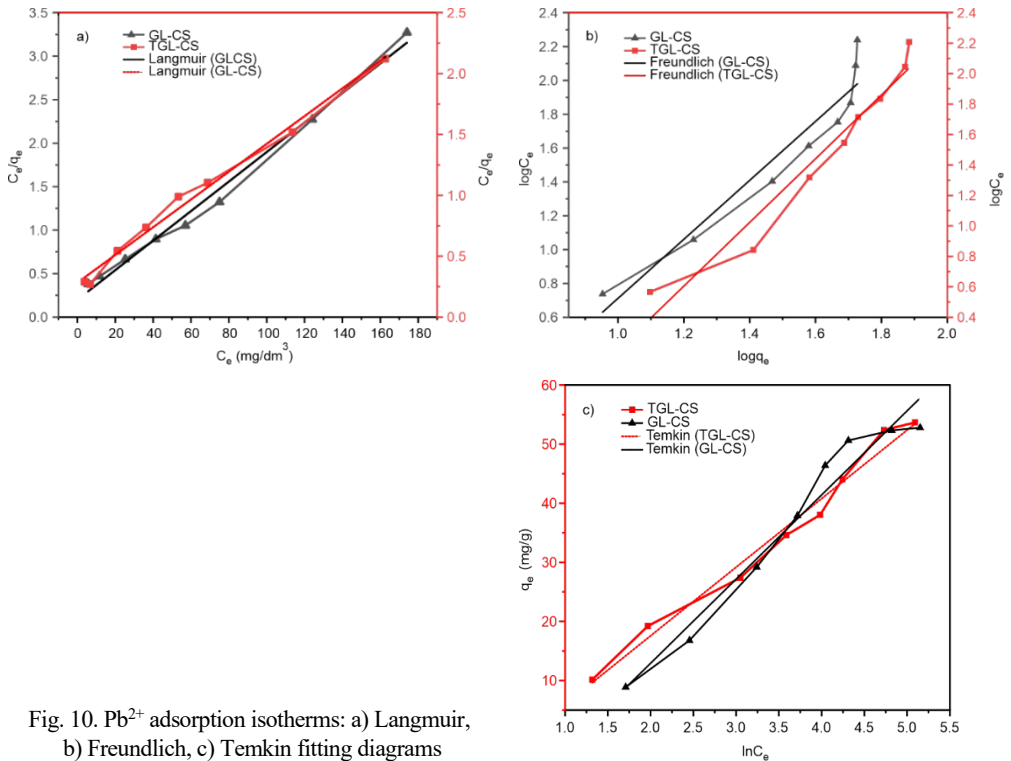 a)
GL-CS
TGL-CS
Langmuir (GLCS)
Langmuir (GL-CS)
3.5
3.0
2.5
2.0
1.5
1.0
0.5
0.0
Cₑ/qₑ
2.5
2.0
1.5
1.0
0.5
0.0
Cₑ/qₑ
0 20 40 60 80 100 120 140 160 180
Cₑ (mg/dm³)
b)
GL-CS
TGL-CS
Freundlich (GL-CS)
Freundlich (TGL-CS)
2.4
2.2
2.0
1.8
1.6
1.4
1.2
1.0
0.8
0.6
logCₑ
2.4
2.2
2.0
1.8
1.6
1.4
1.2
1.0
0.8
0.6
0.4
logCₑ
1.0 1.2 1.4 1.6 1.8 2.0
logqₑ
c)
TGL-CS
GL-CS
Temkin (TGL-CS)
Temkin (GL-CS)
60
50
40
30
20
10
qₑ (mg/g)
1.0 1.5 2.0 2.5 3.0 3.5 4.0 4.5 5.0 5.5
lnCₑ
Fig. 10. Pb²⁺ adsorption isotherms: a) Langmuir,
b) Freundlich, c) Temkin fitting diagrams